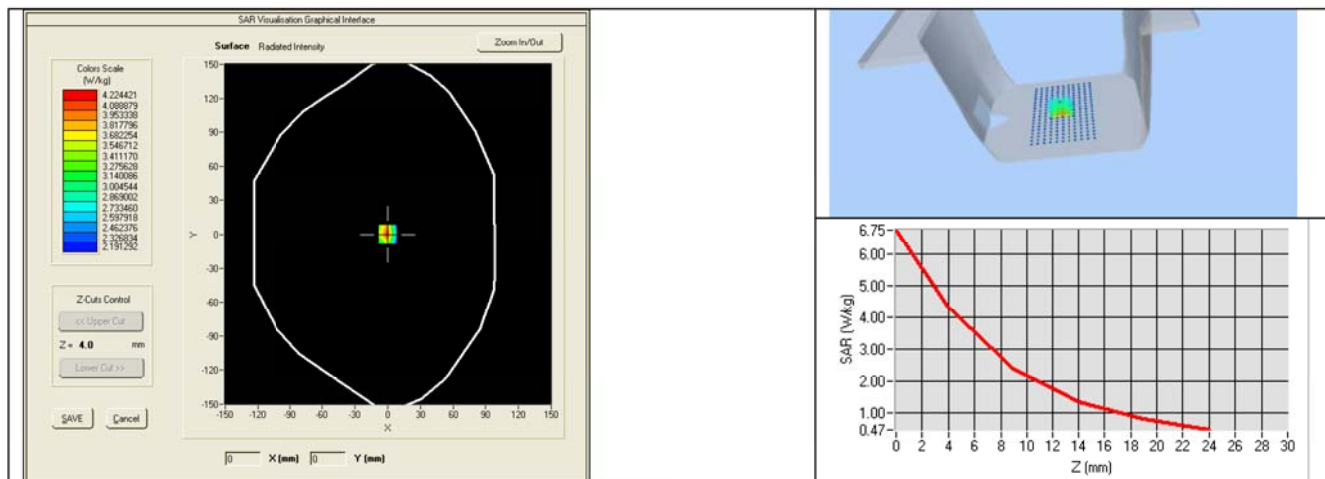 SAR Visualisation Graphical Interface
Surface Radiated Intensity
Zoom In/Out
Colors Scale
(W/kg)
4.224421
4.088879
3.953338
3.817796
3.682254
3.546712
3.411170
3.275628
3.140086
3.004544
2.869002
2.733460
2.597918
2.462376
2.326834
2.191292
Z-Cuts Control
<< Upper Cut
Z = 4.0 mm
Lower Cut >>
SAVE Cancel
150
120
90
60
30
0
-30
-60
-90
-120
-150
Y
-150 -120 -90 -60 -30 0 30 60 90 120 150
X
0 X (mm) 0 Y (mm)
6.75
6.00
5.00
4.00
3.00
2.00
1.00
0.47
SAR (W/kg)
0 2 4 6 8 10 12 14 16 18 20 22 24 26 28 30
Z (mm)